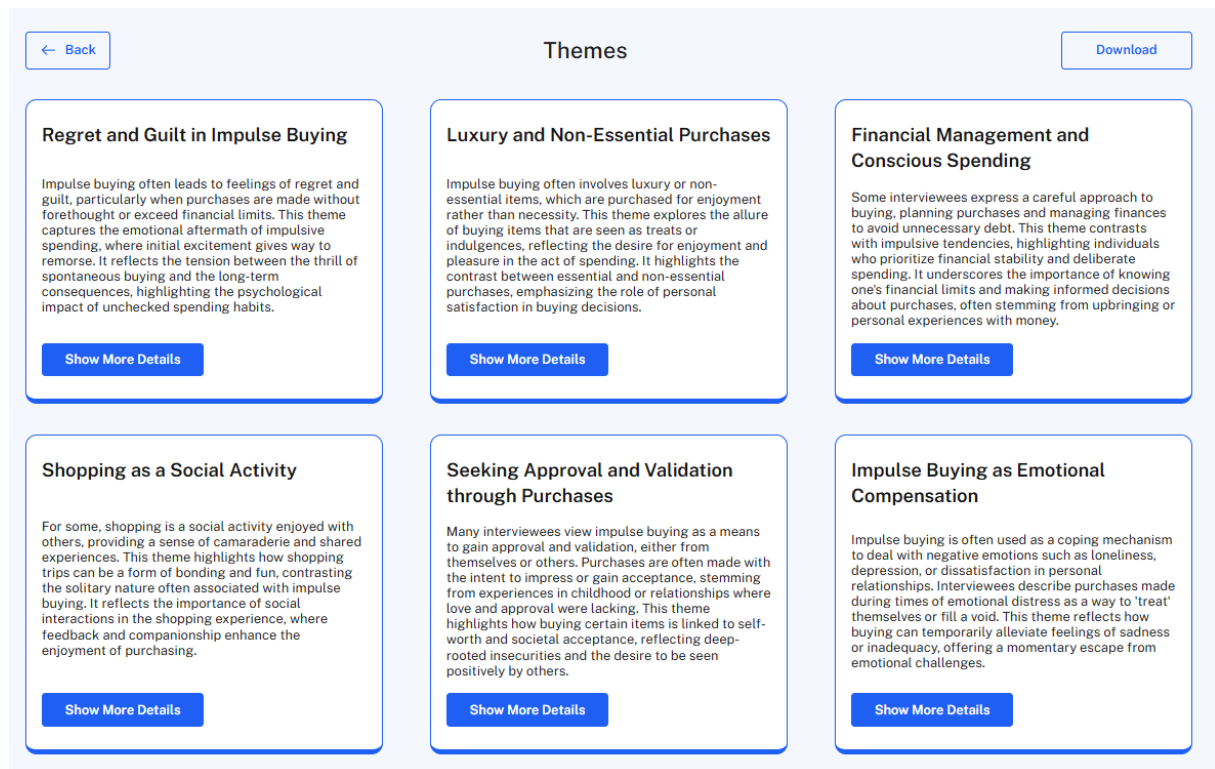 ← Back
Themes
Download
Regret and Guilt in Impulse Buying
Impulse buying often leads to feelings of regret and
guilt, particularly when purchases are made without
forethought or exceed financial limits. This theme
captures the emotional aftermath of impulsive
spending, where initial excitement gives way to
remorse. It reflects the tension between the thrill of
spontaneous buying and the long-term
consequences, highlighting the psychological
impact of unchecked spending habits.
Show More Details
Luxury and Non-Essential Purchases
Impulse buying often involves luxury or non-
essential items, which are purchased for enjoyment
rather than necessity. This theme explores the allure
of buying items that are seen as treats or
indulgences, reflecting the desire for enjoyment and
pleasure in the act of spending. It highlights the
contrast between essential and non-essential
purchases, emphasizing the role of personal
satisfaction in buying decisions.
Show More Details
Financial Management and
Conscious Spending
Some interviewees express a careful approach to
buying, planning purchases and managing finances
to avoid unnecessary debt. This theme contrasts
with impulsive tendencies, highlighting individuals
who prioritize financial stability and deliberate
spending. It underscores the importance of knowing
one's financial limits and making informed decisions
about purchases, often stemming from upbringing or
personal experiences with money.
Show More Details
Shopping as a Social Activity
For some, shopping is a social activity enjoyed with
others, providing a sense of camaraderie and shared
experiences. This theme highlights how shopping
trips can be a form of bonding and fun, contrasting
the solitary nature often associated with impulse
buying. It reflects the importance of social
interactions in the shopping experience, where
feedback and companionship enhance the
enjoyment of purchasing.
Show More Details
Seeking Approval and Validation
through Purchases
Many interviewees view impulse buying as a means
to gain approval and validation, either from
themselves or others. Purchases are often made with
the intent to impress or gain acceptance, stemming
from experiences in childhood or relationships where
love and approval were lacking. This theme
highlights how buying certain items is linked to self-
worth and societal acceptance, reflecting deep-
rooted insecurities and the desire to be seen
positively by others.
Show More Details
Impulse Buying as Emotional
Compensation
Impulse buying is often used as a coping mechanism
to deal with negative emotions such as loneliness,
depression, or dissatisfaction in personal
relationships. Interviewees describe purchases made
during times of emotional distress as a way to 'treat'
themselves or fill a void. This theme reflects how
buying can temporarily alleviate feelings of sadness
or inadequacy, offering a momentary escape from
emotional challenges.
Show More Details